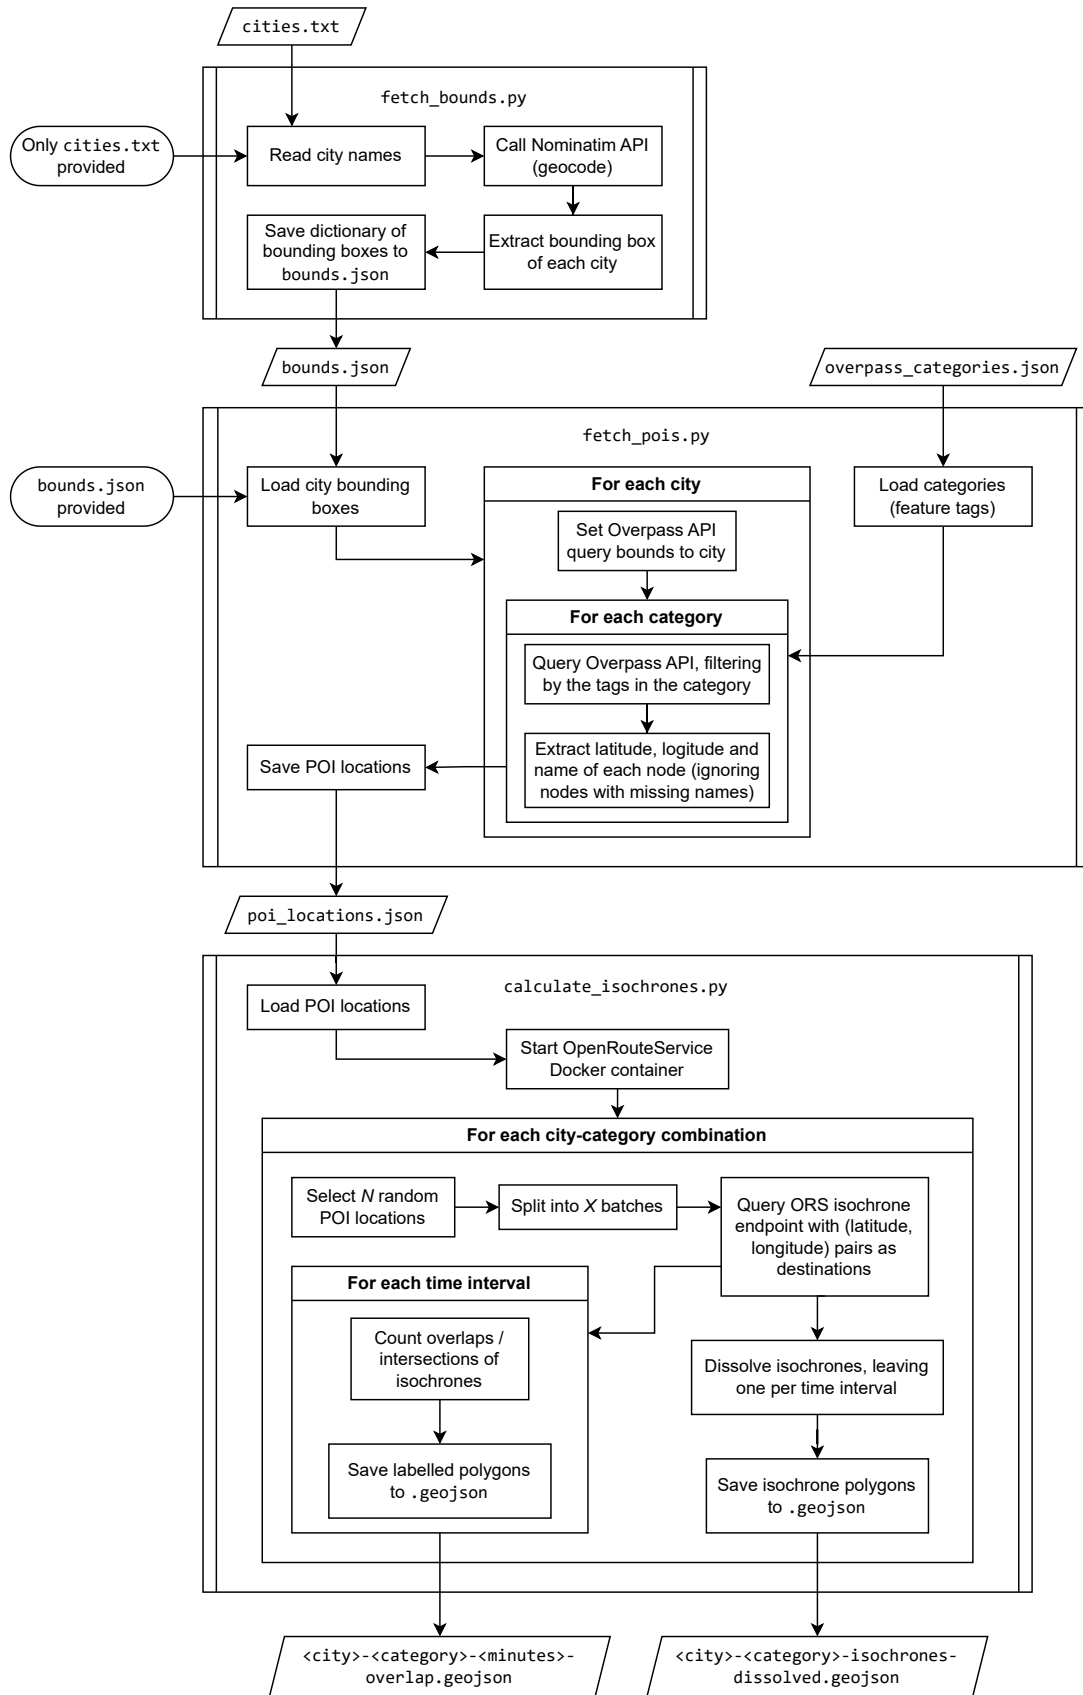 cities.txt
fetch_bounds.py
Only cities.txt
provided
Read city names
Call Nominatim API
(geocode)
Save dictionary of
bounding boxes to
bounds.json
Extract bounding box
of each city
bounds.json
overpass_categories.json
fetch_pois.py
bounds.json
provided
Load city bounding
boxes
For each city
Load categories
(feature tags)
Set Overpass API
query bounds to city
For each category
Query Overpass API, filtering
by the tags in the category
Extract latitude, logitude and
name of each node (ignoring
nodes with missing names)
Save POI locations
poi_locations.json
calculate_isochrones.py
Load POI locations
Start OpenRouteService
Docker container
For each city-category combination
Select N random
POI locations
Split into X batches
Query ORS isochrone
endpoint with (latitude,
longitude) pairs as
destinations
For each time interval
Count overlaps /
intersections of
isochrones
Dissolve isochrones, leaving
one per time interval
Save labelled polygons
to .geojson
Save isochrone polygons
to .geojson
<city>-<category>-<minutes>-
overlap.geojson
<city>-<category>-isochrones-
dissolved.geojson